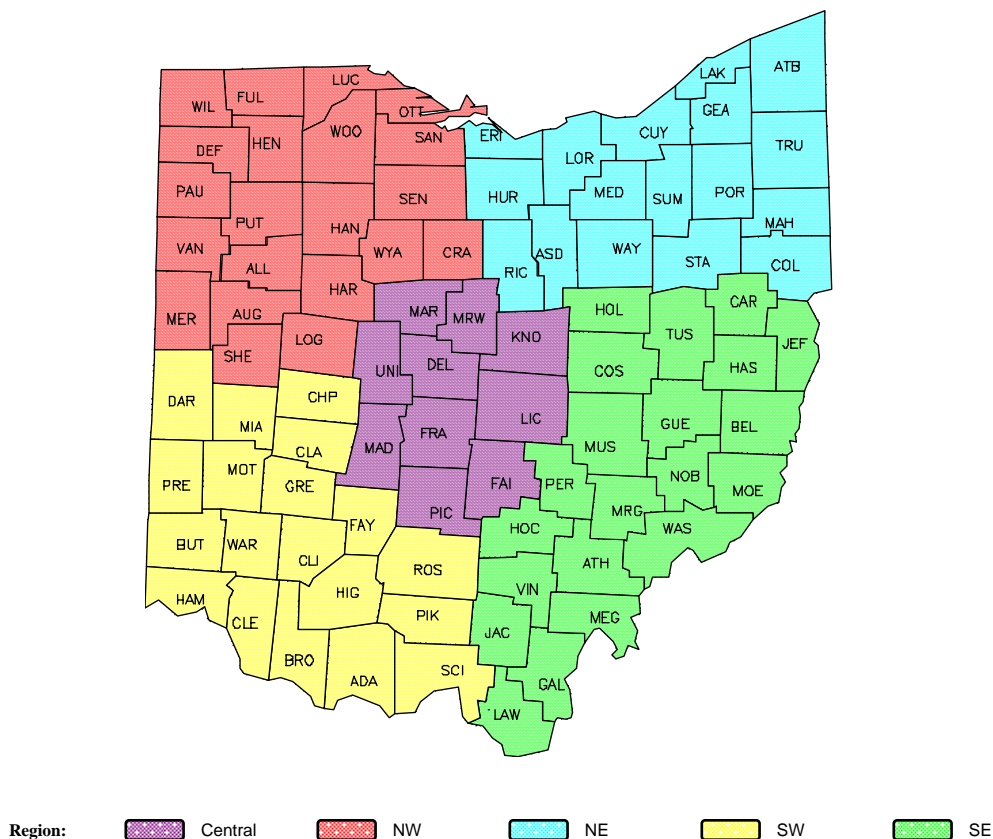 ATB
LAK
LUC
FUL
WIL
GEA
OTT
WOO
CUY
ERI
SAN
HEN
TRU
DEF
LOR
PAU
MED
POR
SEN
HUR
SUM
PUT
MAH
HAN
VAN
WYA
CRA
ASD
WAY
STA
COL
ALL
RIC
HAR
CAR
HOL
MAR
AUG
MER
MRW
TUS
KNO
LOG
JEF
SHE
DEL
UNI
COS
HAS
CHP
DAR
LIC
MIA
FRA
GUE
BEL
MAD
MUS
CLA
MOT
NOB
PRE
GRE
FAI
PER
MOE
PIC
MRG
FAY
HOC
WAS
BUT
WAR
CLI
ATH
ROS
VIN
HIG
HAM
PIK
MEG
CLE
JAC
BRO
SCI
ADA
GAL
LAW
Region:
Central
NW
NE
SW
SE